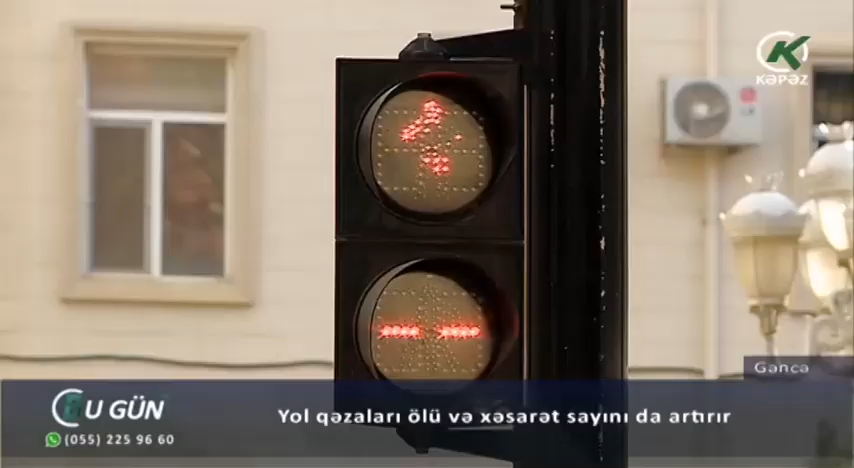 KƏPƏZ
Gəncə
BU GÜN
Yol qəzaları ölü və xəsarət sayını da artırır
(055) 225 96 60